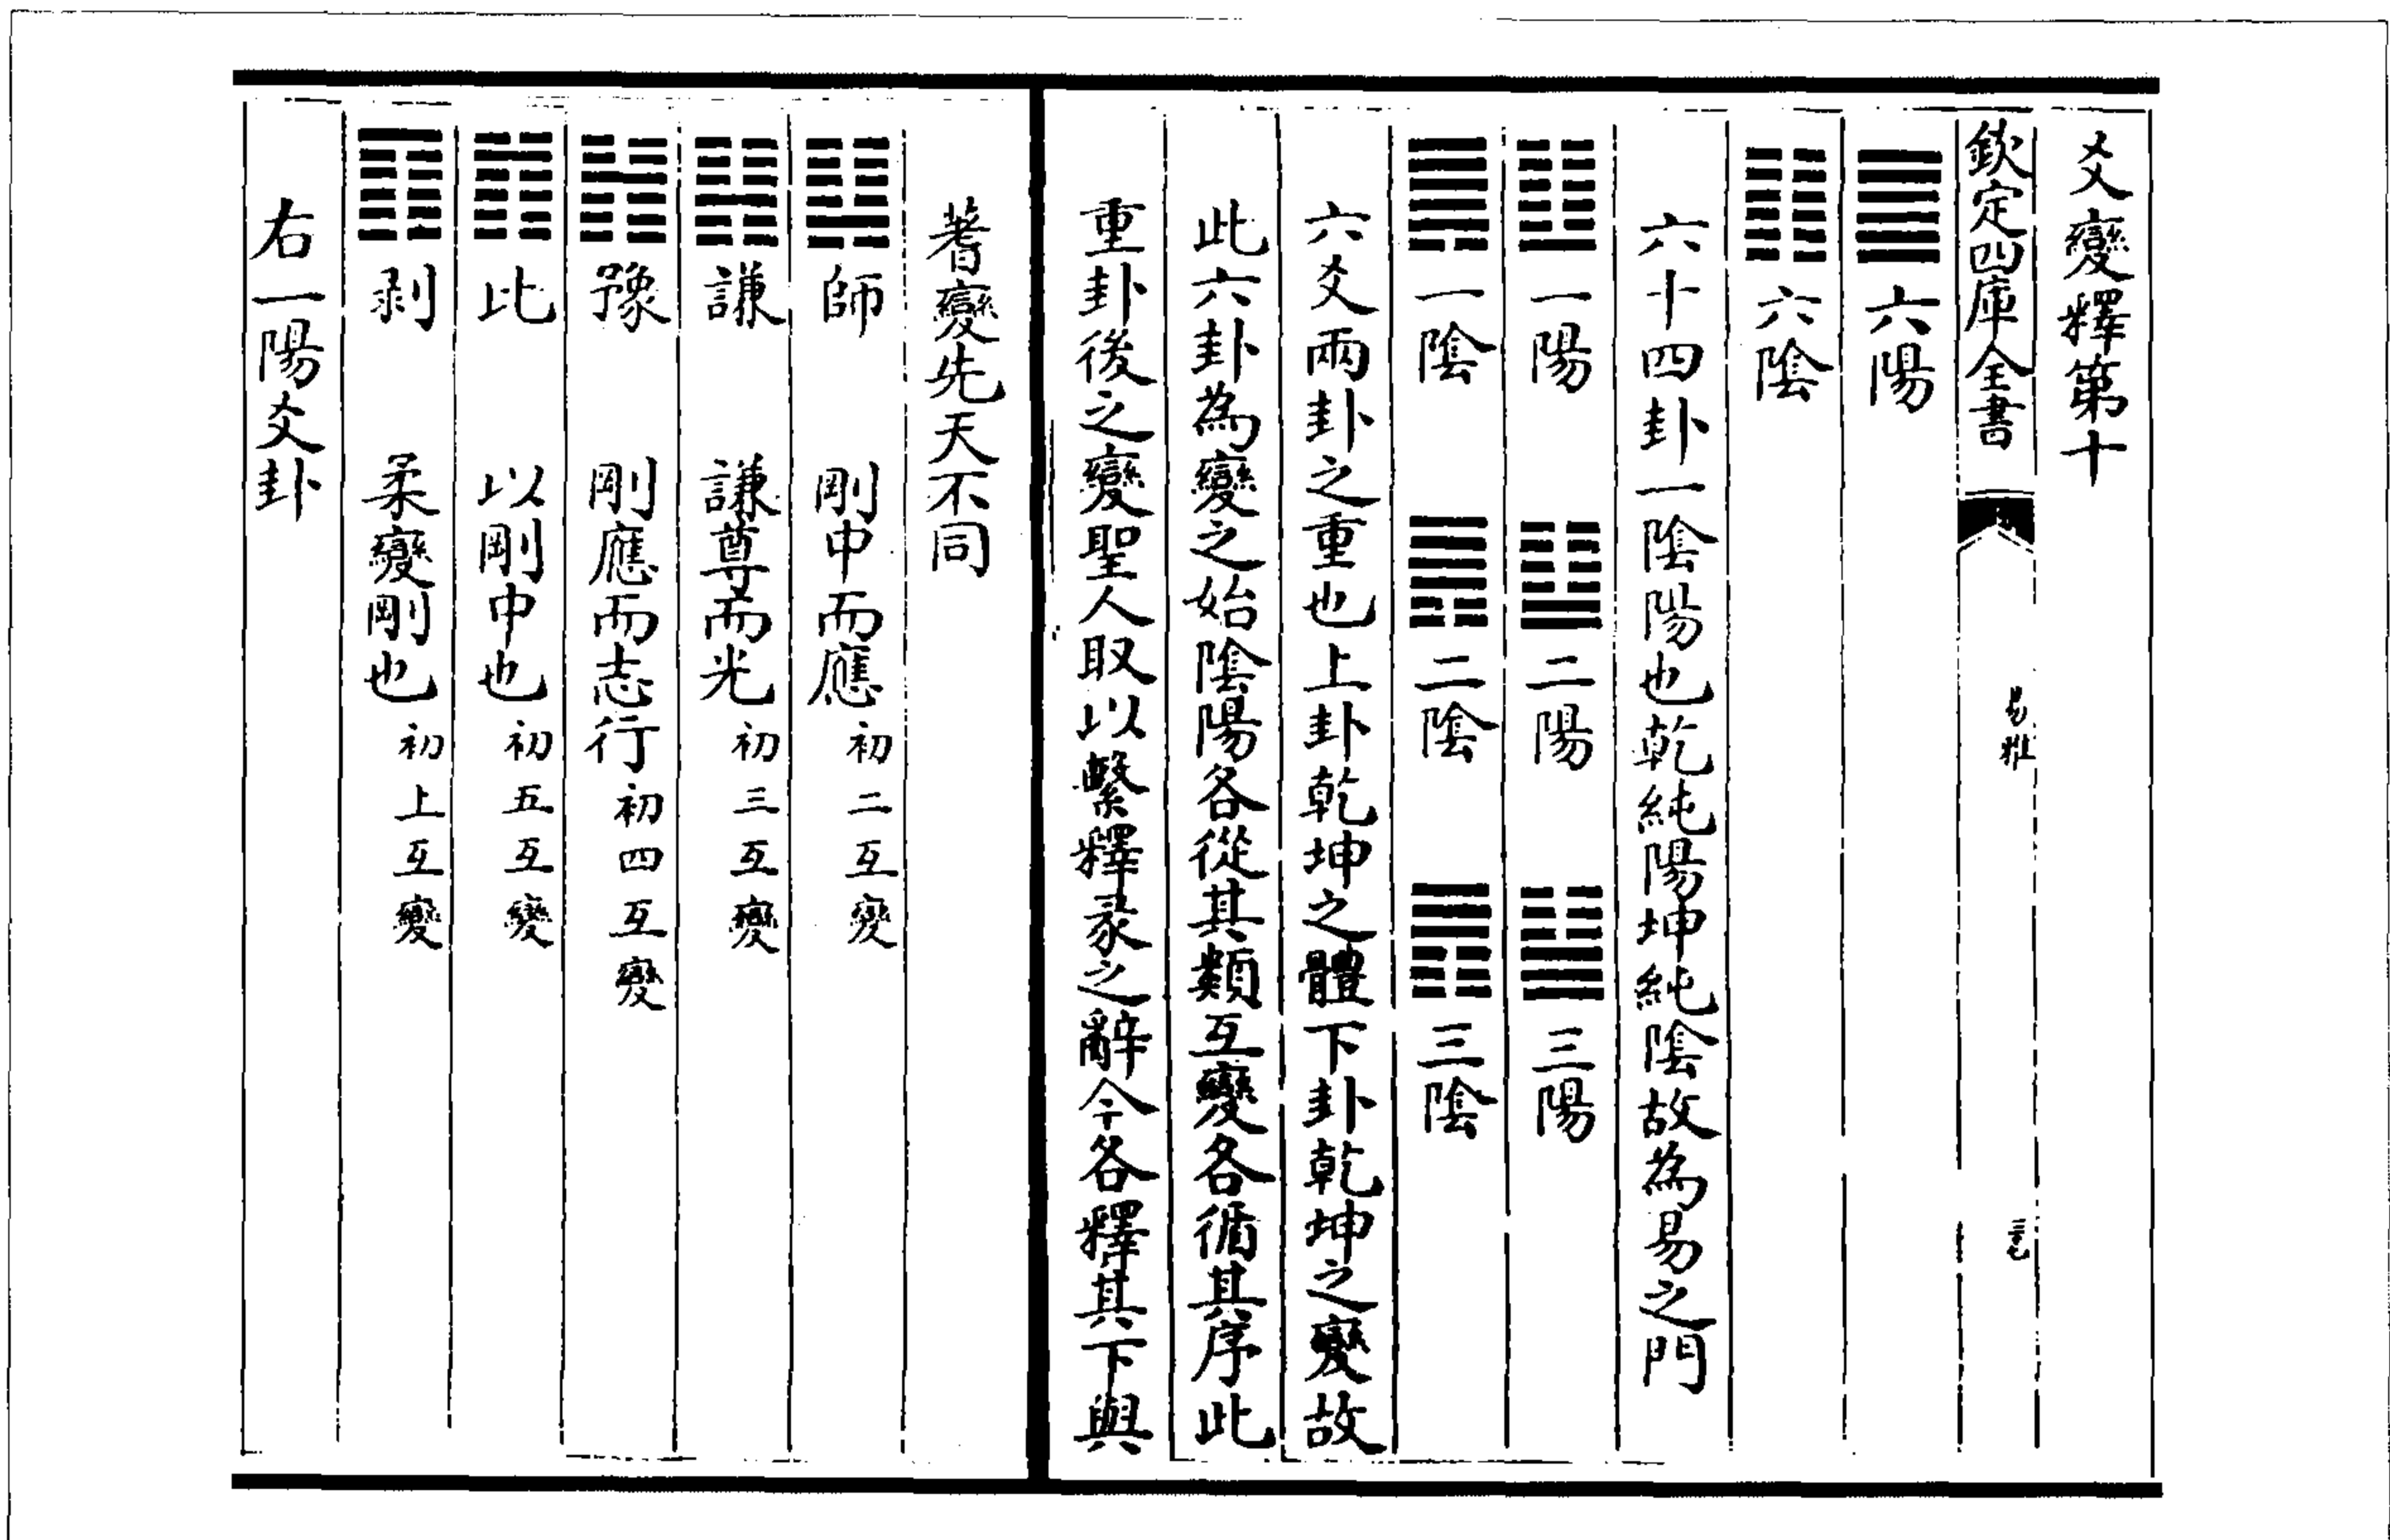 爻變釋第十
欽定四庫全書
易雅
六陽
六陰
六十四卦一陰陽也乾純陽坤純陰故為易之門
一陽 二陽 三陽
一陰 二陰 三陰
六爻兩卦之重也上卦乾坤之體下卦乾坤之變故
此六卦為變之始陰陽各從其類互變各循其序此
重卦後之變聖人取以繫釋彖之辭今各釋其下與
蓍變先天不同
師 剛中而應初二互變
謙 謙尊而光初三互變
豫 剛應而志行初四互變
比 以剛中也初五互變
剥 柔變剛也初上互變
右一陽爻卦